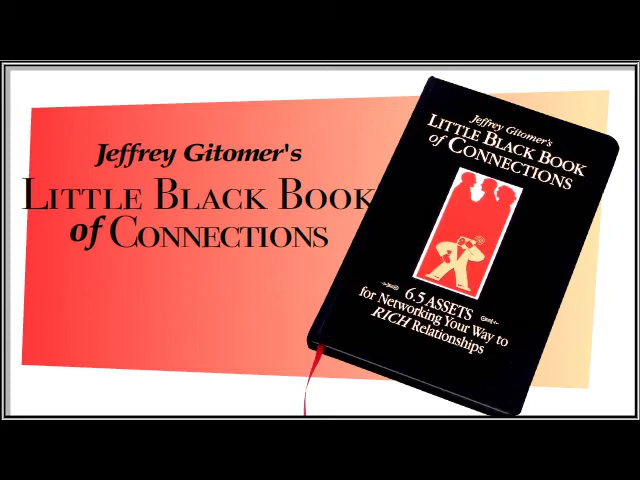 Jeffrey Gitomer's
LITTLE BLACK BOOK
of CONNECTIONS
Jeffrey Gitomer's
LITTLE BLACK BOOK
of CONNECTIONS
6.5 ASSETS
for Networking Your Way to
RICH Relationships